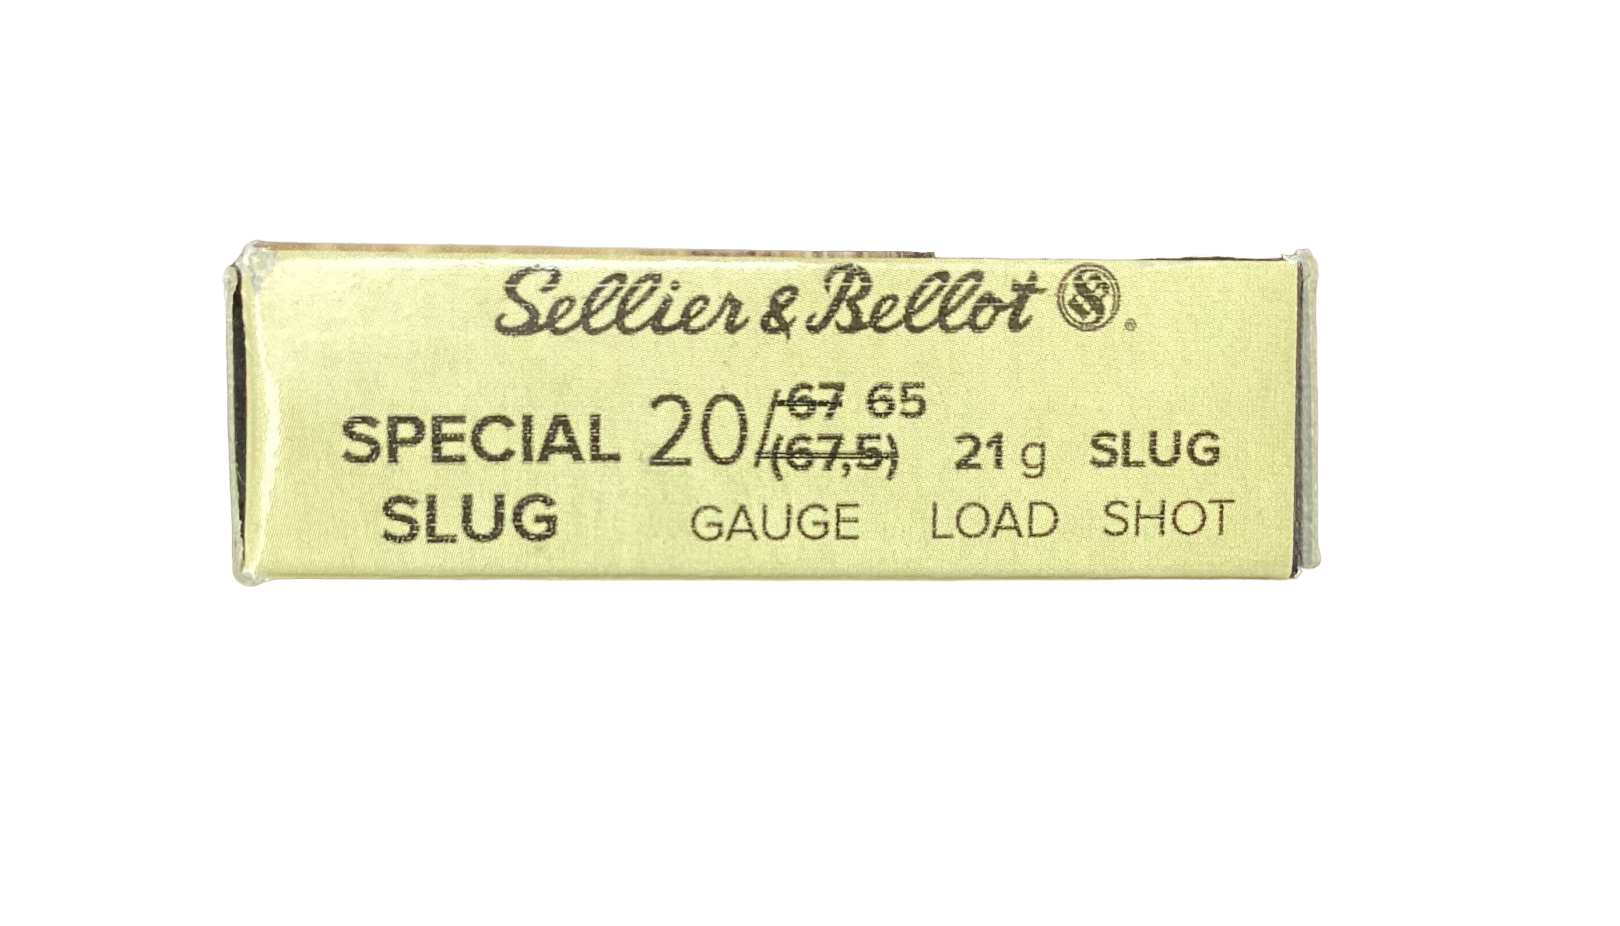 Sellier & Bellot ®
SPECIAL 20/67 65
(67,5) 21 g SLUG
SLUG GAUGE LOAD SHOT